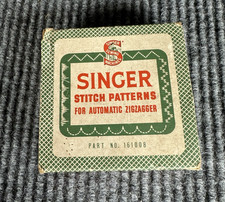 SINGER
STITCH PATTERNS
FOR AUTOMATIC ZIGZAGGER
PART NO. 161008